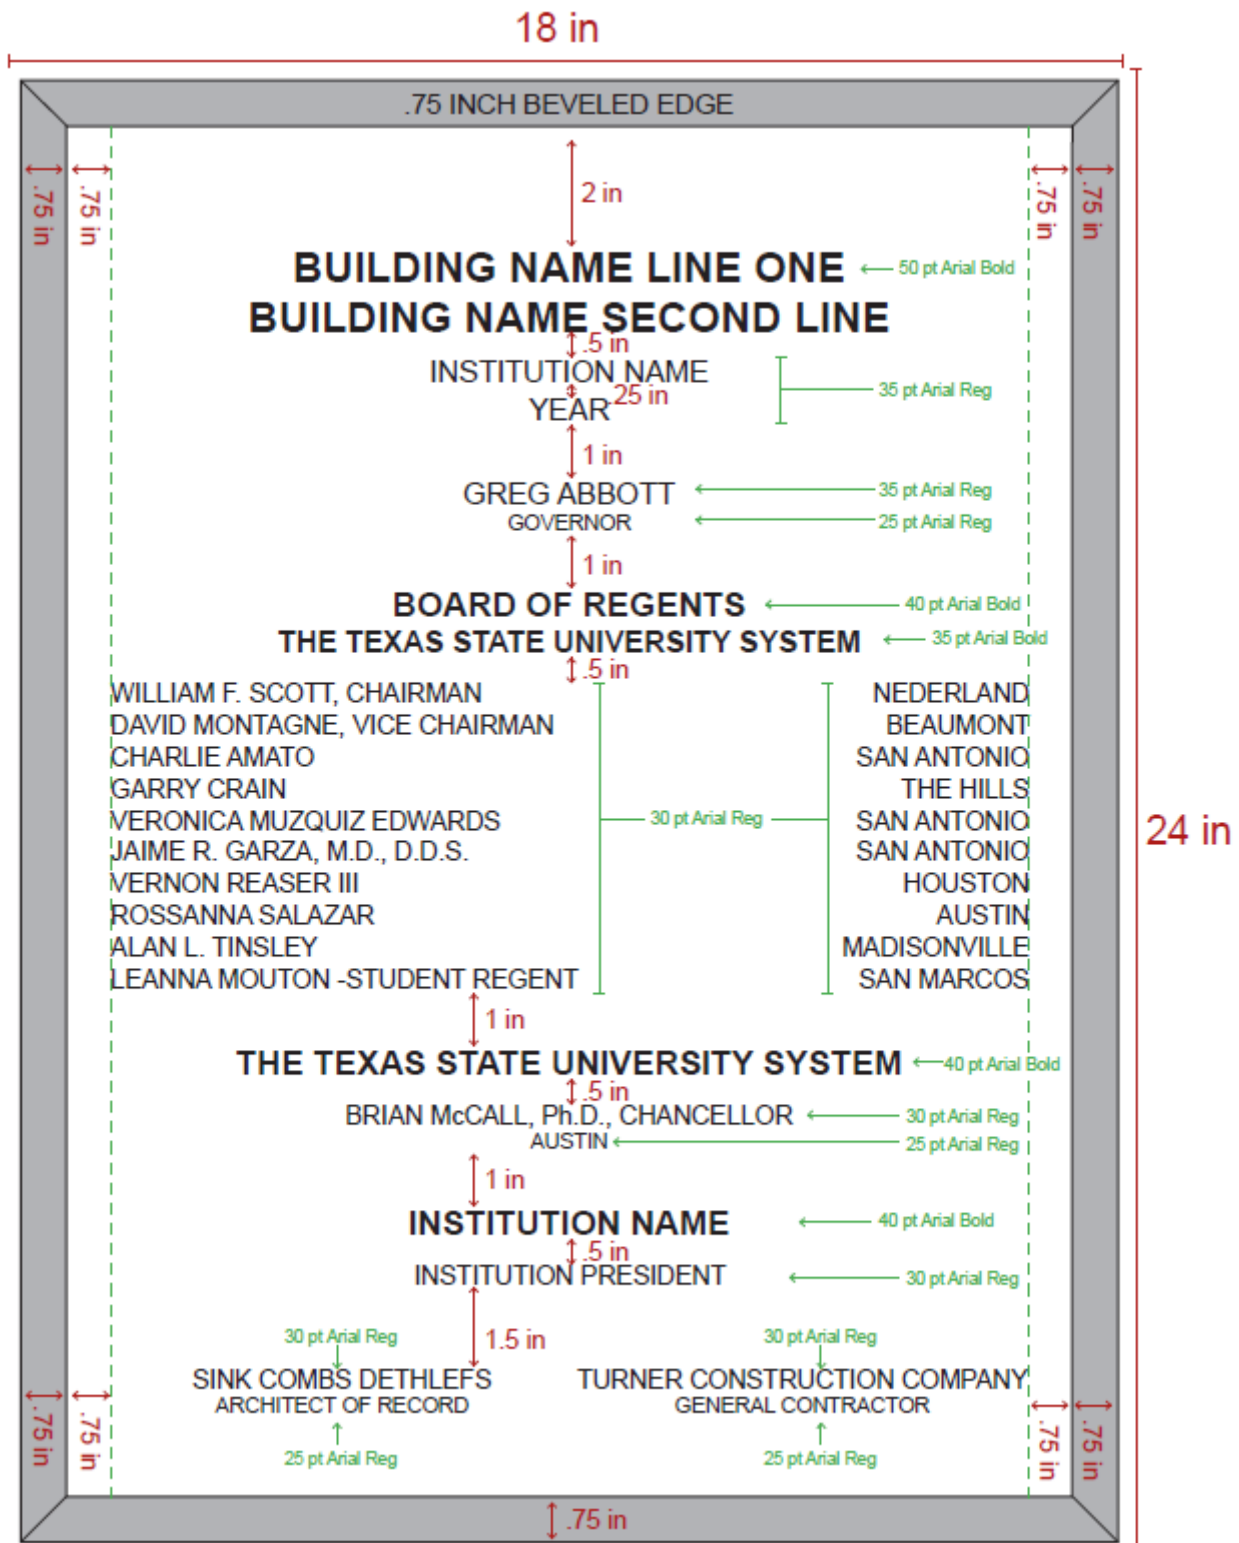 18 in
.75 INCH BEVELED EDGE
.75 in
.75 in
2 in
.75 in
.75 in
BUILDING NAME LINE ONE 50 pt Arial Bold
BUILDING NAME SECOND LINE
.5 in
INSTITUTION NAME
35 pt Arial Reg
.25 in
YEAR
1 in
GREG ABBOTT 35 pt Arial Reg
GOVERNOR 25 pt Arial Reg
1 in
BOARD OF REGENTS 40 pt Arial Bold
THE TEXAS STATE UNIVERSITY SYSTEM 35 pt Arial Bold
.5 in
WILLIAM F. SCOTT, CHAIRMAN NEDERLAND
DAVID MONTAGNE, VICE CHAIRMAN BEAUMONT
CHARLIE AMATO SAN ANTONIO
GARRY CRAIN THE HILLS
VERONICA MUZQUIZ EDWARDS 30 pt Arial Reg SAN ANTONIO
24 in
JAIME R. GARZA, M.D., D.D.S. SAN ANTONIO
VERNON REASER III HOUSTON
ROSSANNA SALAZAR AUSTIN
ALAN L. TINSLEY MADISONVILLE
LEANNA MOUTON -STUDENT REGENT SAN MARCOS
1 in
THE TEXAS STATE UNIVERSITY SYSTEM 40 pt Arial Bold
.5 in
BRIAN McCALL, Ph.D., CHANCELLOR 30 pt Arial Reg
AUSTIN 25 pt Arial Reg
1 in
INSTITUTION NAME 40 pt Arial Bold
.5 in
INSTITUTION PRESIDENT 30 pt Arial Reg
30 pt Arial Reg 1.5 in 30 pt Arial Reg
SINK COMBS DETHLEFS TURNER CONSTRUCTION COMPANY
ARCHITECT OF RECORD GENERAL CONTRACTOR
.75 in
.75 in
25 pt Arial Reg 25 pt Arial Reg
.75 in
.75 in
.75 in